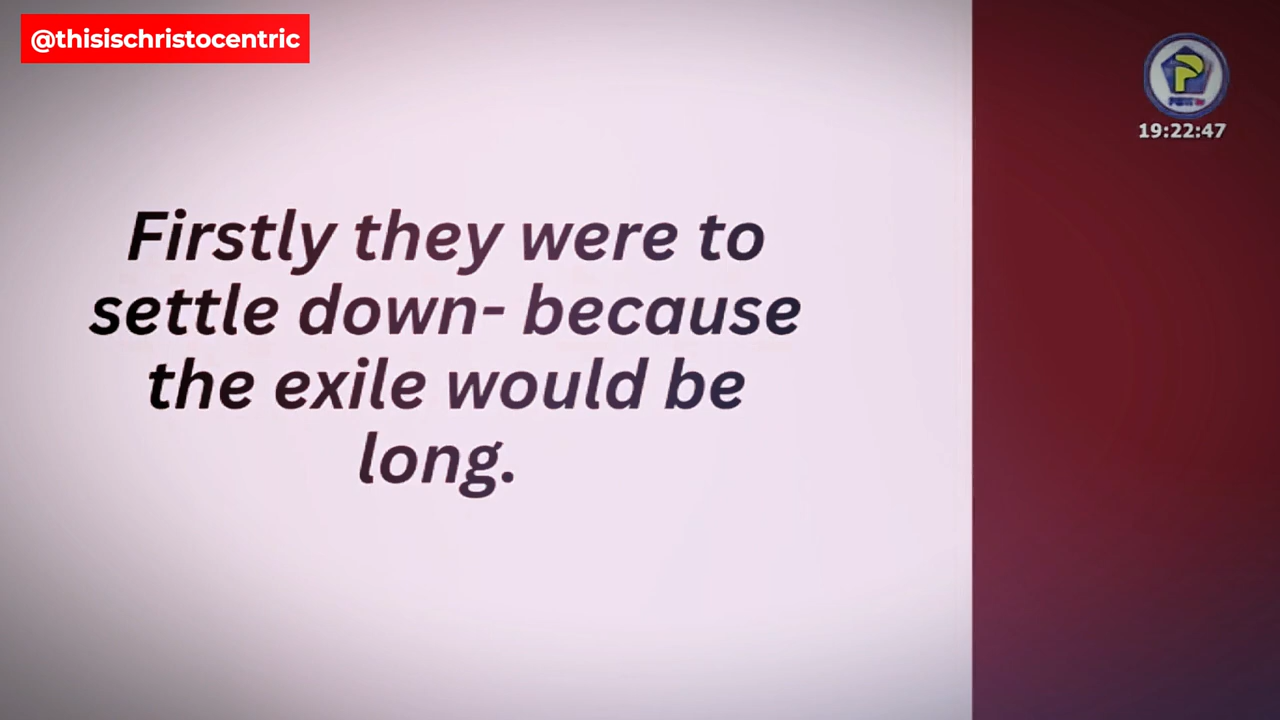 @thisischristocentric
19:22:47
Firstly they were to
settle down- because
the exile would be
long.